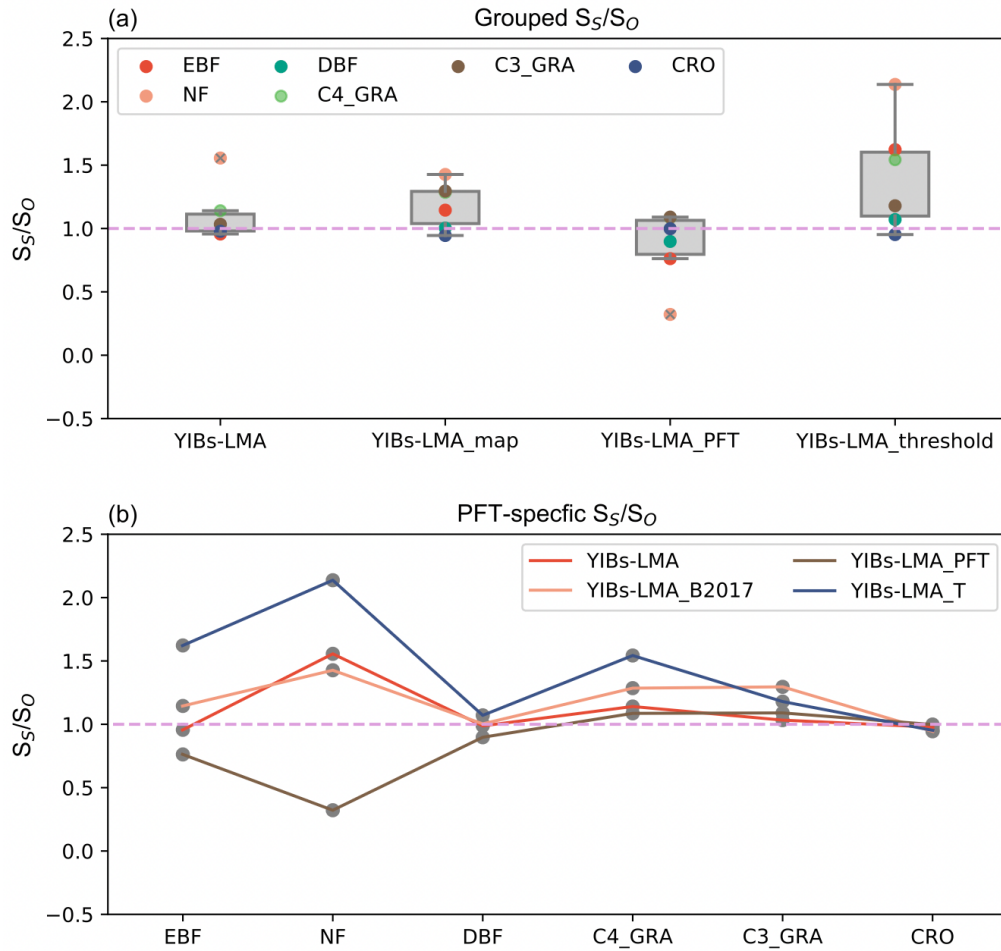 (a) Grouped S_S/S_O
2.5
2.0
1.5
1.0
0.5
0.0
−0.5
S_S/S_O
EBF DBF C3_GRA CRO
NF C4_GRA
YIBs-LMA YIBs-LMA_map YIBs-LMA_PFT YIBs-LMA_threshold
(b) PFT-specfic S_S/S_O
2.5
2.0
1.5
1.0
0.5
0.0
−0.5
S_S/S_O
YIBs-LMA YIBs-LMA_PFT
YIBs-LMA_B2017 YIBs-LMA_T
EBF NF DBF C4_GRA C3_GRA CRO